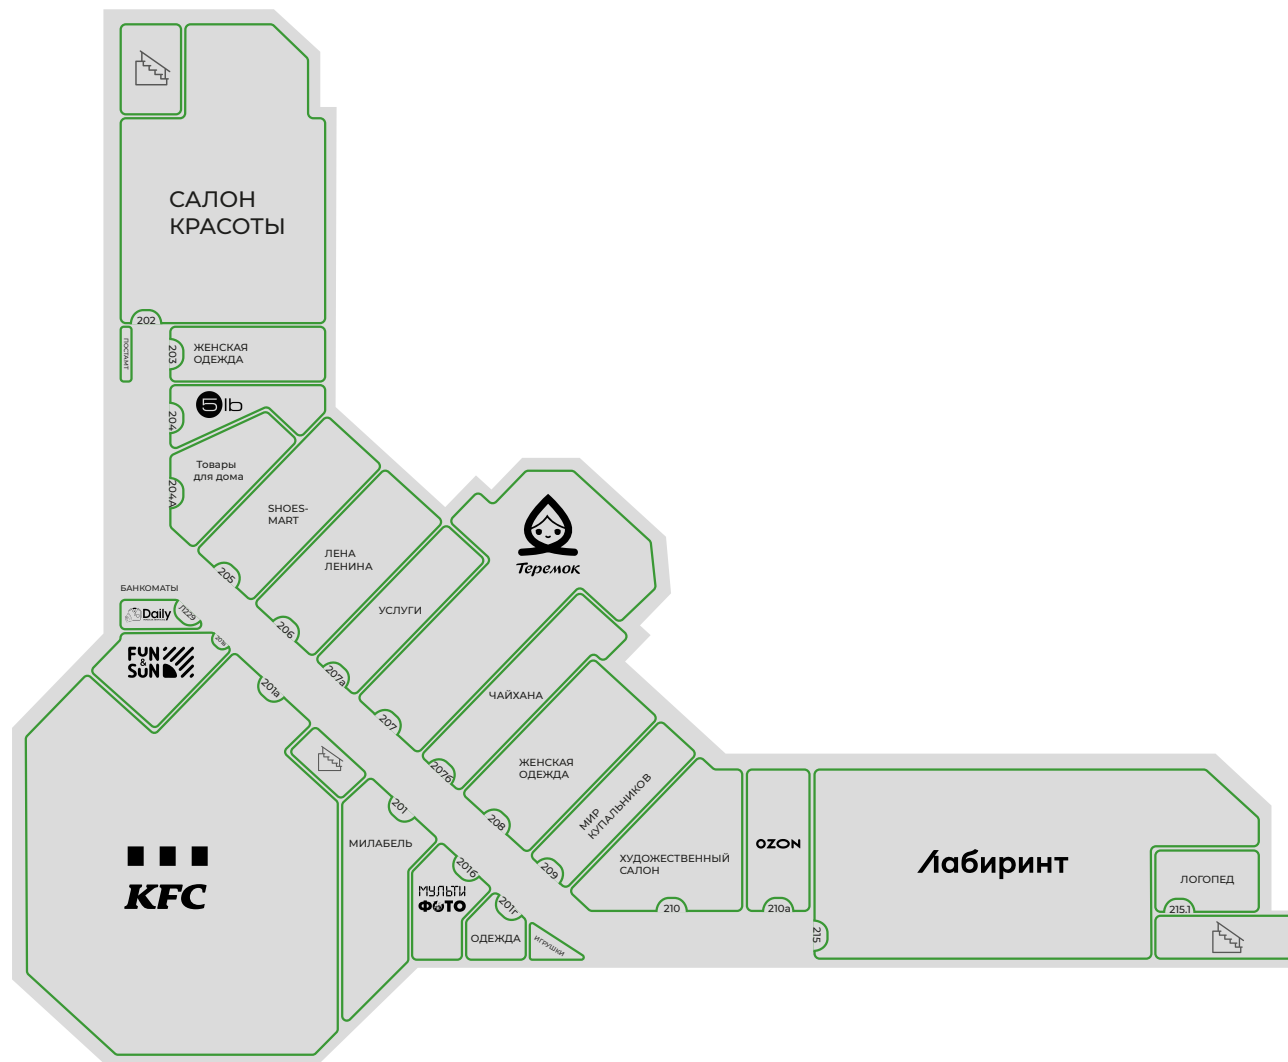 САЛОН
КРАСОТЫ
202
ПОСТАМТ
203
ЖЕНСКАЯ
ОДЕЖДА
204
5lb
204А
Товары
для дома
205
SHOES-
MART
206
ЛЕНА
ЛЕНИНА
207а
УСЛУГИ
207
Теремок
207б
ЧАЙХАНА
208
ЖЕНСКАЯ
ОДЕЖДА
209
МИР
КУПАЛЬНИКОВ
210
ХУДОЖЕСТВЕННЫЙ
САЛОН
210а
OZON
215
Лабиринт
215.1
ЛОГОПЕД
БАНКОМАТЫ
Daily
Л229
FUN
&
SUN
201а
KFC
201
МИЛАБЕЛЬ
201б
МУЛЬТИ
ФОТО
201г
ОДЕЖДА
ИГРУШКИ